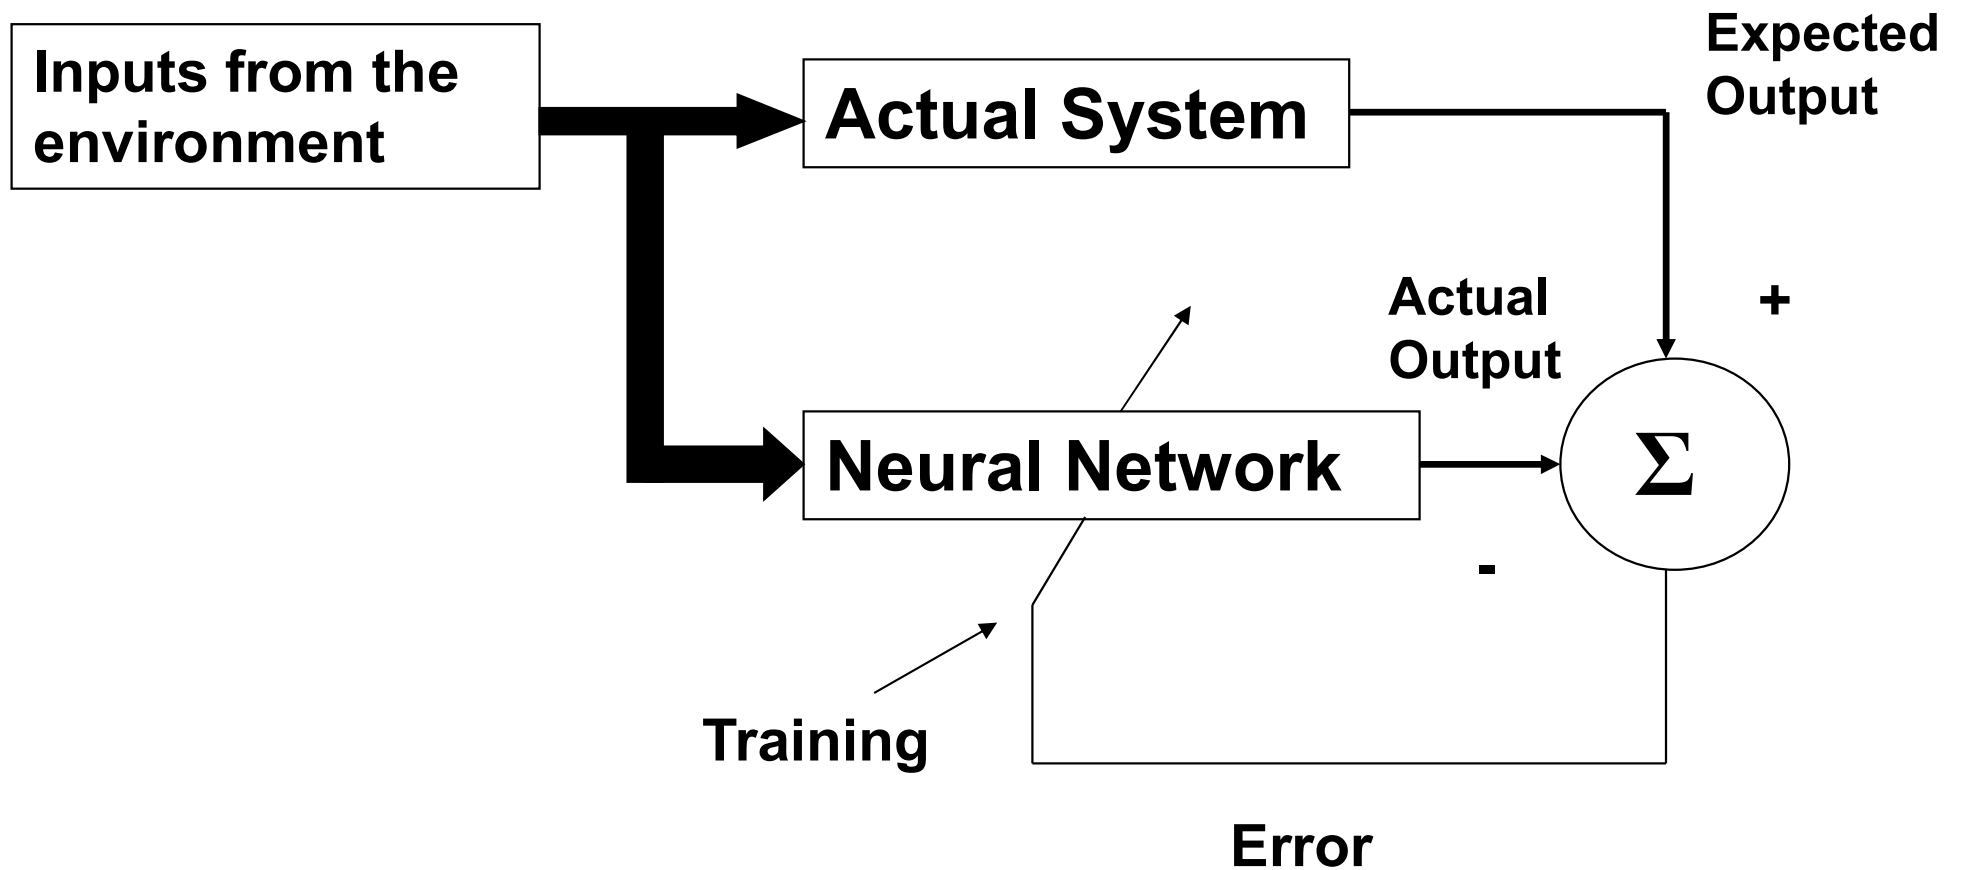 Inputs from the
environment
Actual System
Expected
Output
+
Actual
Output
Neural Network
Σ
-
Training
Error